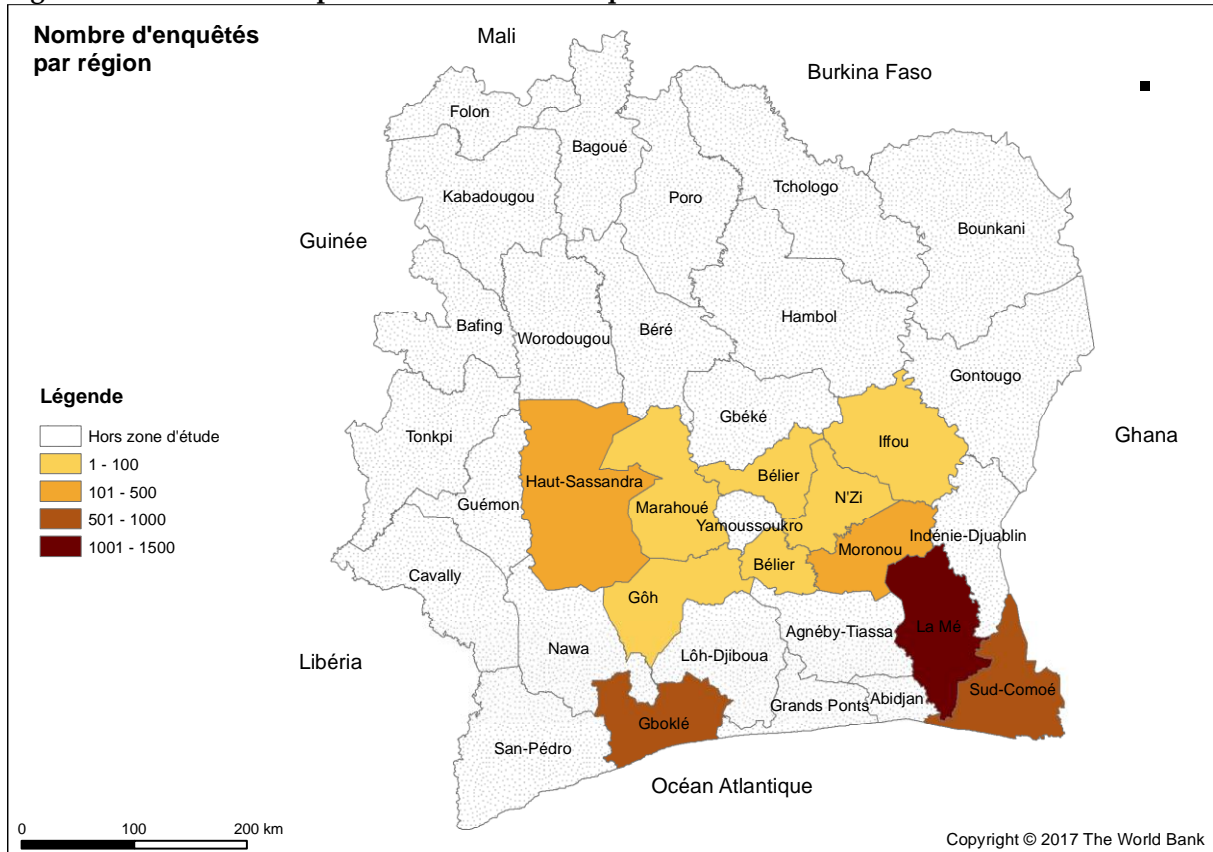 Nombre d'enquêtés
par région
Mali
Burkina Faso
Folon
Bagoué
Kabadougou
Poro
Tchologo
Bounkani
Guinée
Bafing
Worodougou
Béré
Hambol
Gontougo
Légende
Hors zone d'étude
1 - 100
101 - 500
501 - 1000
1001 - 1500
Tonkpi
Gbéké
Iffou
Ghana
Haut-Sassandra
Bélier
N'Zi
Guémon
Marahoué
Yamoussoukro
Indénie-Djuablin
Moronou
Cavally
Bélier
Gôh
La Mé
Agnéby-Tiassa
Nawa
Lôh-Djiboua
Libéria
Sud-Comoé
Abidjan
Grands Ponts
Gboklé
San-Pédro
Océan Atlantique
0 100 200 km
Copyright © 2017 The World Bank